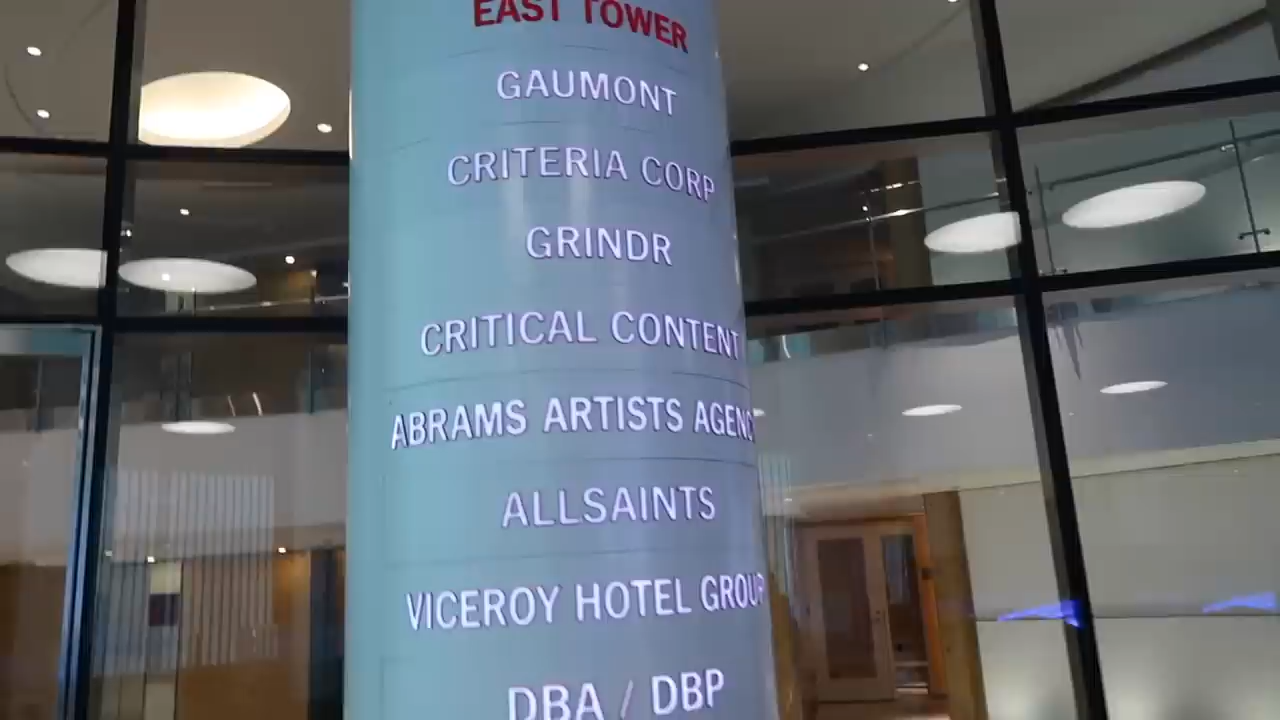 EAST TOWER
GAUMONT
CRITERIA CORP
GRINDR
CRITICAL CONTENT
ABRAMS ARTISTS AGENC
ALLSAINTS
VICEROY HOTEL GROUP
DBA / DBP